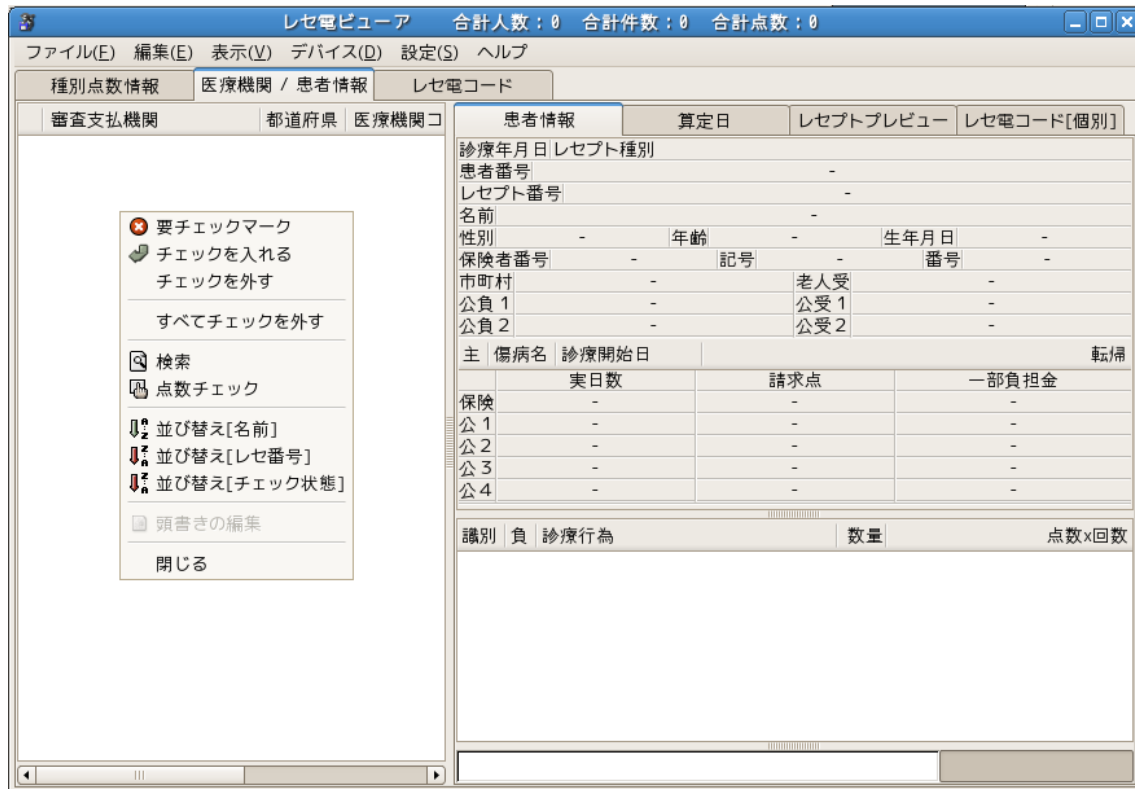 レセ電ビューア 合計人数：0 合計件数：0 合計点数：0
ファイル(F) 編集(E) 表示(V) デバイス(D) 設定(S) ヘルプ
種別点数情報 医療機関 / 患者情報 レセ電コード
審査支払機関 都道府県 医療機関コ
要チェックマーク
チェックを入れる
チェックを外す
すべてチェックを外す
検索
点数チェック
並び替え[名前]
並び替え[レセ番号]
並び替え[チェック状態]
頭書きの編集
閉じる
患者情報 算定日 レセプトプレビュー レセ電コード[個別]
診療年月日 レセプト種別
患者番号 -
レセプト番号 -
名前 -
性別 - 年齢 - 生年月日 -
保険者番号 - 記号 - 番号 -
市町村 - 老人受 -
公負１ - 公受１ -
公負２ - 公受２ -
主 傷病名 診療開始日 転帰
実日数 請求点 一部負担金
保険 - - -
公１ - - -
公２ - - -
公３ - - -
公４ - - -
識別 負 診療行為 数量 点数x回数